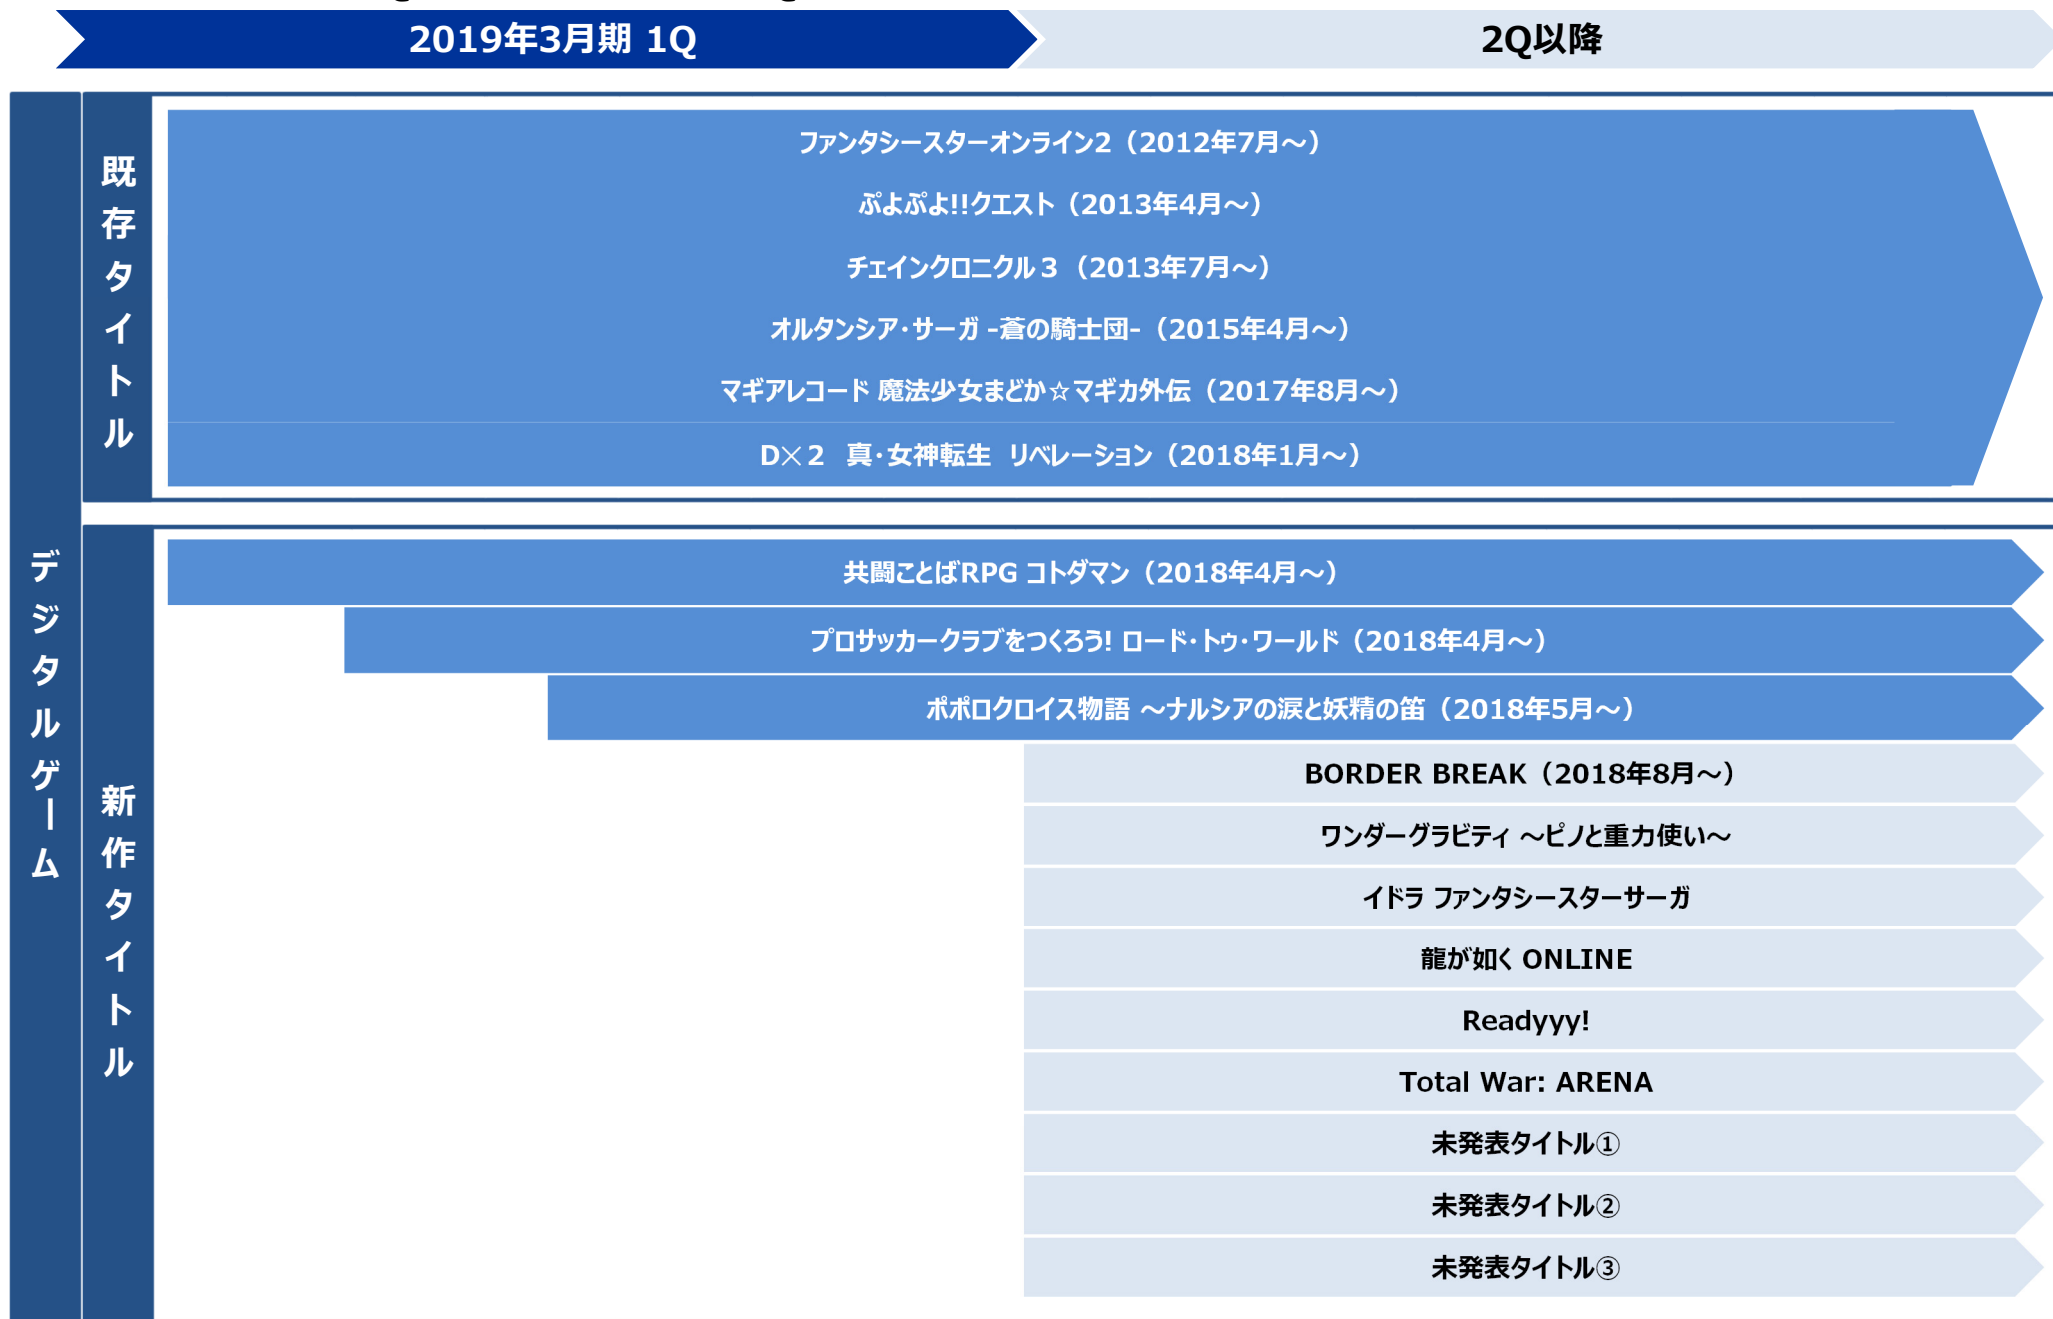 2019年3月期 1Q
2Q以降
デジタルゲーム
既存タイトル
ファンタシースターオンライン2（2012年7月～）
ぷよぷよ!!クエスト（2013年4月～）
チェインクロニクル３（2013年7月～）
オルタンシア・サーガ -蒼の騎士団-（2015年4月～）
マギアレコード 魔法少女まどか☆マギカ外伝（2017年8月～）
D×２　真・女神転生　リベレーション（2018年1月～）
新作タイトル
共闘ことばRPG コトダマン（2018年4月～）
プロサッカークラブをつくろう! ロード・トゥ・ワールド（2018年4月～）
ポポロクロイス物語 ～ナルシアの涙と妖精の笛（2018年5月～）
BORDER BREAK（2018年8月～）
ワンダーグラビティ ～ピノと重力使い～
イドラ ファンタシースターサーガ
龍が如く ONLINE
Readyyy!
Total War: ARENA
未発表タイトル①
未発表タイトル②
未発表タイトル③